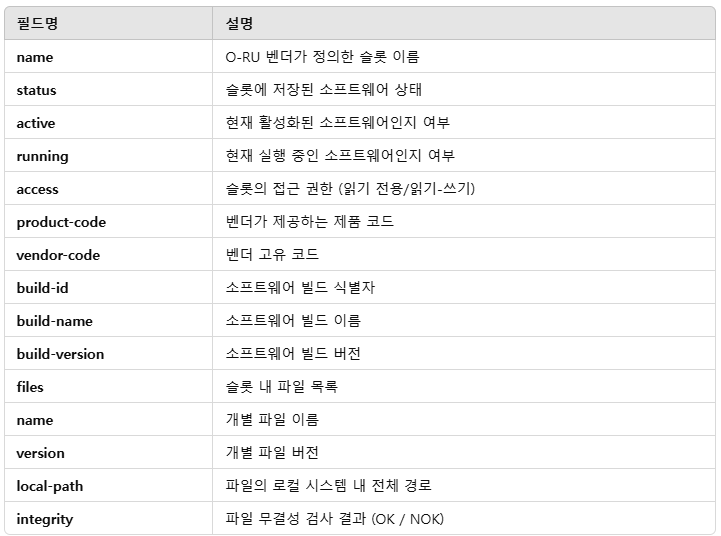 필드명 설명
name O-RU 벤더가 정의한 슬롯 이름
status 슬롯에 저장된 소프트웨어 상태
active 현재 활성화된 소프트웨어인지 여부
running 현재 실행 중인 소프트웨어인지 여부
access 슬롯의 접근 권한 (읽기 전용/읽기-쓰기)
product-code 벤더가 제공하는 제품 코드
vendor-code 벤더 고유 코드
build-id 소프트웨어 빌드 식별자
build-name 소프트웨어 빌드 이름
build-version 소프트웨어 빌드 버전
files 슬롯 내 파일 목록
name 개별 파일 이름
version 개별 파일 버전
local-path 파일의 로컬 시스템 내 전체 경로
integrity 파일 무결성 검사 결과 (OK / NOK)